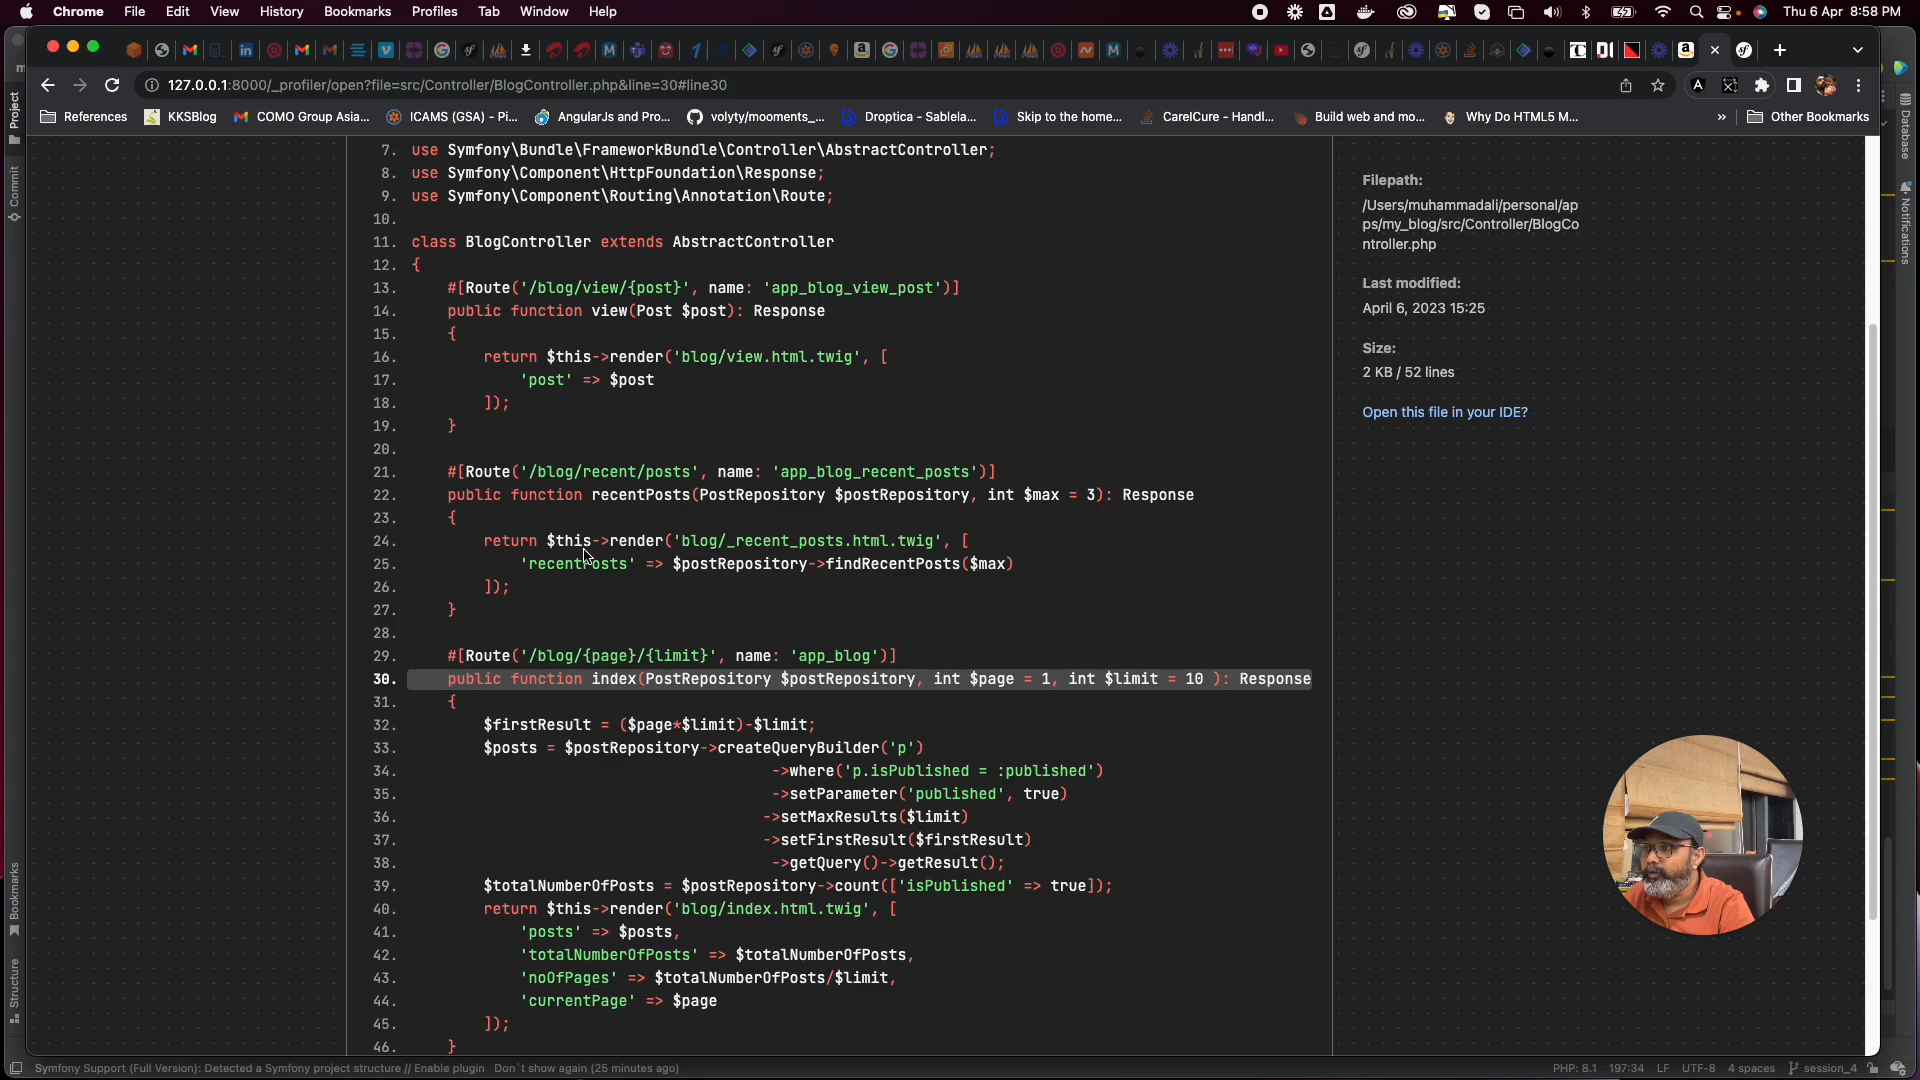 Chrome File Edit View History Bookmarks Profiles Tab Window Help
Thu 6 Apr 8:58 PM
127.0.0.1:8000/_profiler/open?file=src/Controller/BlogController.php&line=30#line30
References KKSBlog COMO Group Asia... ICAMS (GSA) - Pi... AngularJs and Pro... volyty/mooments_... Droptica - Sablela... Skip to the home... CarelCure - Handl... Build web and mo... Why Do HTML5 M... » Other Bookmarks
Project
Commit
Bookmarks
Structure
Database
Notifications
7. use Symfony\Bundle\FrameworkBundle\Controller\AbstractController;
8. use Symfony\Component\HttpFoundation\Response;
9. use Symfony\Component\Routing\Annotation\Route;
10.
11. class BlogController extends AbstractController
12. {
13. #[Route('/blog/view/{post}', name: 'app_blog_view_post')]
14. public function view(Post $post): Response
15. {
16. return $this->render('blog/view.html.twig', [
17. 'post' => $post
18. ]);
19. }
20.
21. #[Route('/blog/recent/posts', name: 'app_blog_recent_posts')]
22. public function recentPosts(PostRepository $postRepository, int $max = 3): Response
23. {
24. return $this->render('blog/_recent_posts.html.twig', [
25. 'recentPosts' => $postRepository->findRecentPosts($max)
26. ]);
27. }
28.
29. #[Route('/blog/{page}/{limit}', name: 'app_blog')]
30. public function index(PostRepository $postRepository, int $page = 1, int $limit = 10 ): Response
31. {
32. $firstResult = ($page*$limit)-$limit;
33. $posts = $postRepository->createQueryBuilder('p')
34. ->where('p.isPublished = :published')
35. ->setParameter('published', true)
36. ->setMaxResults($limit)
37. ->setFirstResult($firstResult)
38. ->getQuery()->getResult();
39. $totalNumberOfPosts = $postRepository->count(['isPublished' => true]);
40. return $this->render('blog/index.html.twig', [
41. 'posts' => $posts,
42. 'totalNumberOfPosts' => $totalNumberOfPosts,
43. 'noOfPages' => $totalNumberOfPosts/$limit,
44. 'currentPage' => $page
45. ]);
46. }
Filepath:
/Users/muhammadali/personal/ap
ps/my_blog/src/Controller/BlogCo
ntroller.php
Last modified:
April 6, 2023 15:25
Size:
2 KB / 52 lines
Open this file in your IDE?
Symfony Support (Full Version): Detected a Symfony project structure // Enable plugin Don`t show again (25 minutes ago)
PHP: 8.1 197:34 LF UTF-8 4 spaces session_4